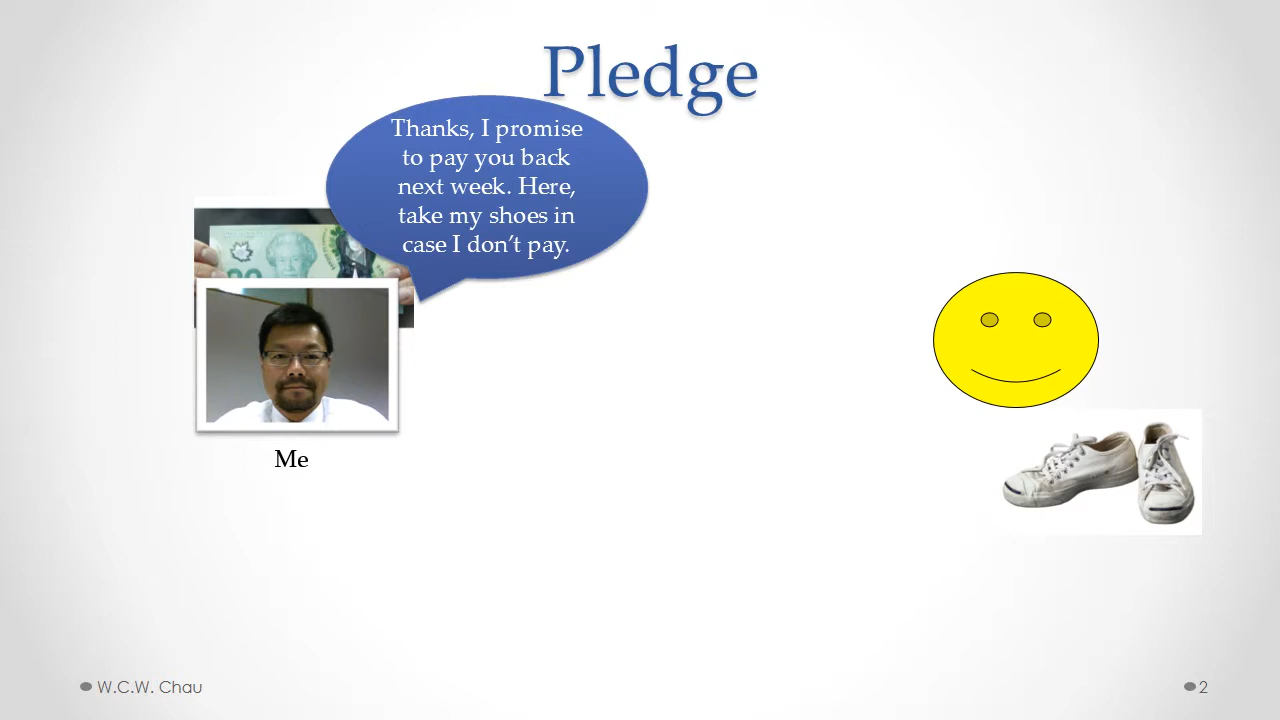 Pledge
Thanks, I promise
to pay you back
next week. Here,
take my shoes in
case I don’t pay.
Me
W.C.W. Chau
2